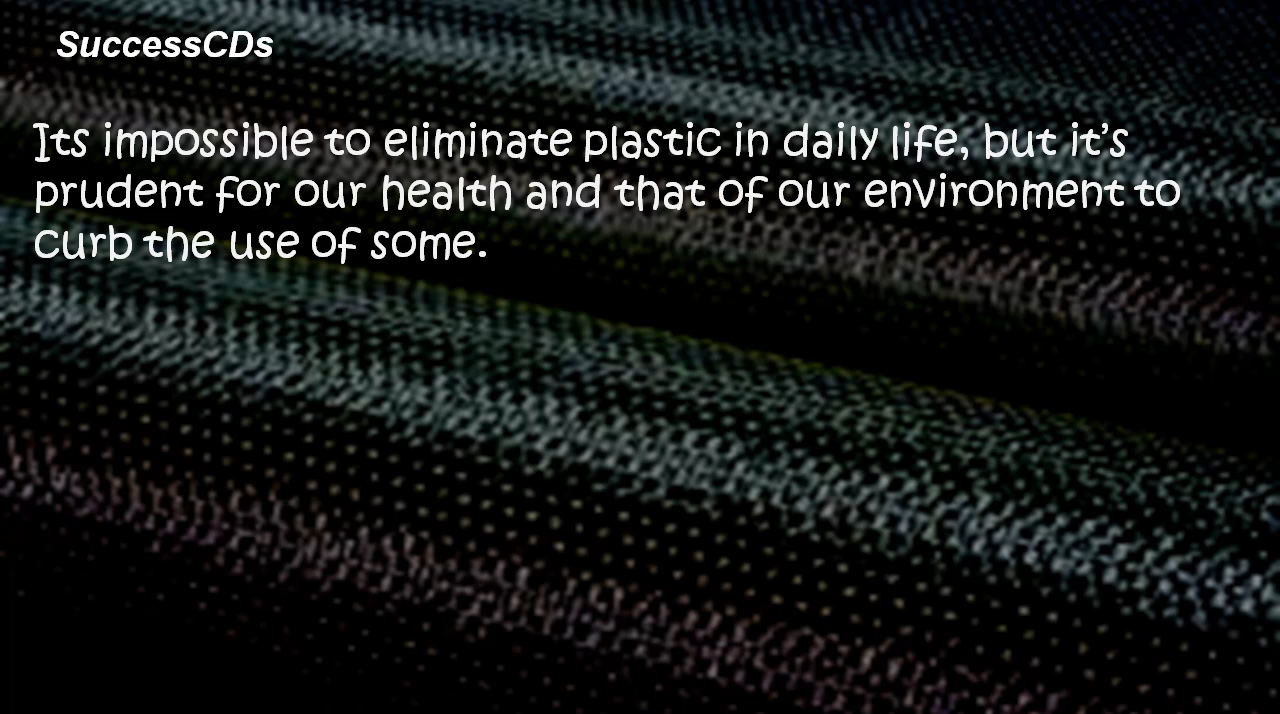 SuccessCDs
Its impossible to eliminate plastic in daily life, but it’s
prudent for our health and that of our environment to
curb the use of some.